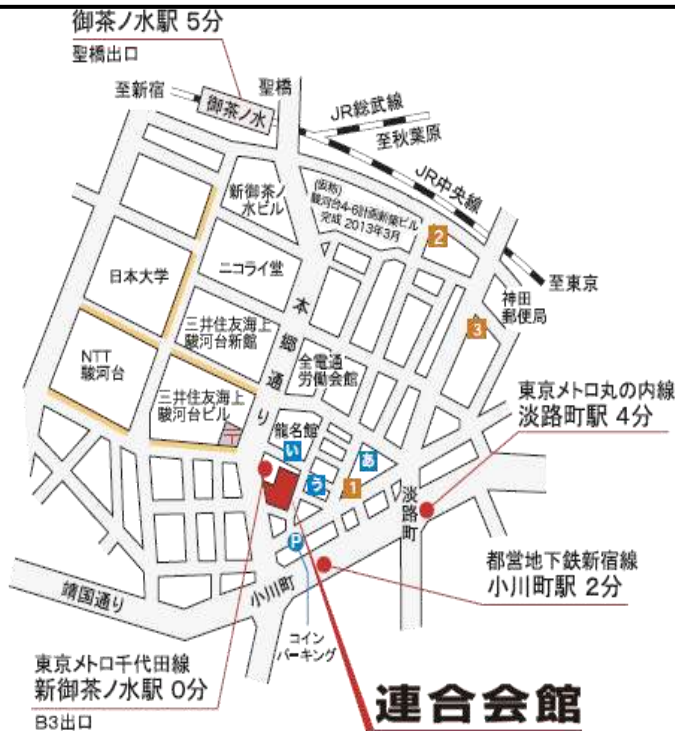 御茶ノ水駅 5分
聖橋出口
至新宿
聖橋
御茶ノ水
JR総武線
至秋葉原
JR中央線
新御茶ノ
水ビル
(仮称)
駿河台4-6計画新築ビル
完成 2013年3月
2
日本大学
ニコライ堂
至東京
神田
郵便局
本郷通り
3
三井住友海上
駿河台新館
NTT
駿河台
全電通
労働会館
三井住友海上
駿河台ビル
東京メトロ丸の内線
淡路町駅 4分
〒
龍名館
い
あ
う
1
淡路町
P
都営地下鉄新宿線
小川町駅 2分
靖国通り
小川町
コイン
パーキング
東京メトロ千代田線
新御茶ノ水駅 0分
B3出口
連合会館